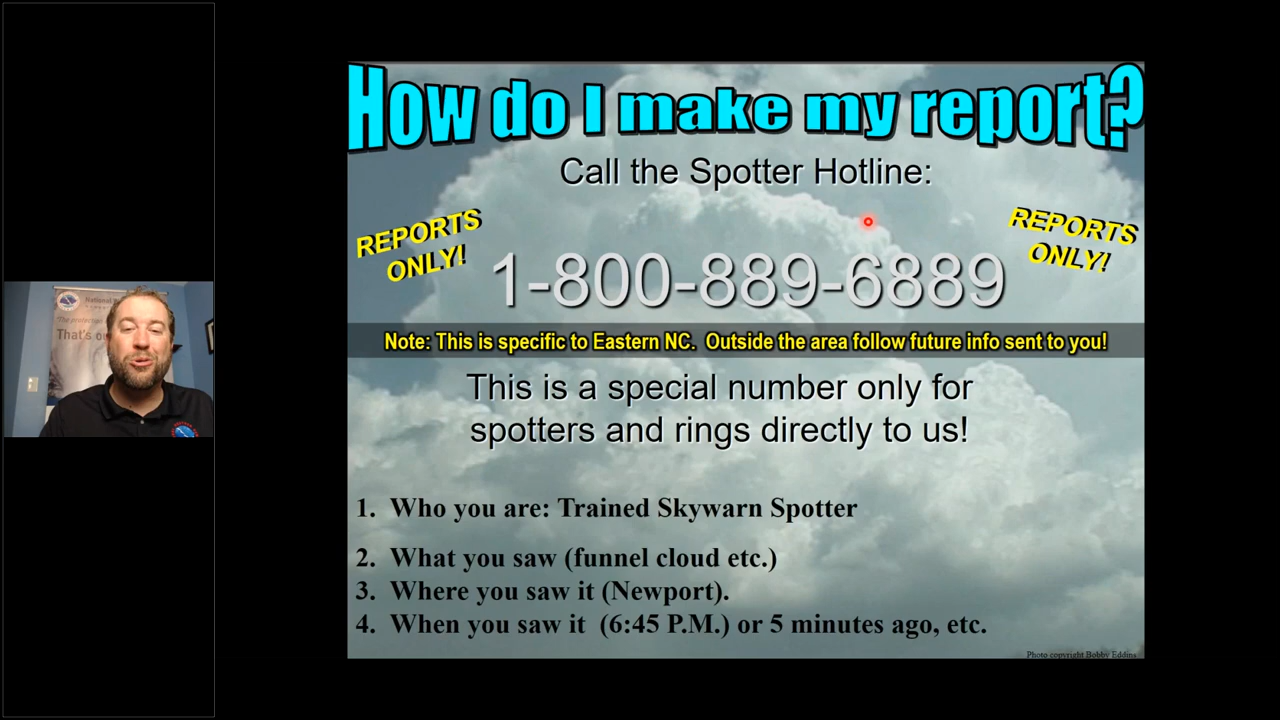 How do I make my report?
Call the Spotter Hotline:
REPORTS
ONLY!
REPORTS
ONLY!
1-800-889-6889
Note: This is specific to Eastern NC. Outside the area follow future info sent to you!
National
That's
This is a special number only for
spotters and rings directly to us!
1. Who you are: Trained Skywarn Spotter
2. What you saw (funnel cloud etc.)
3. Where you saw it (Newport).
4. When you saw it (6:45 P.M.) or 5 minutes ago, etc.
Photo copyright Bobby Eddins